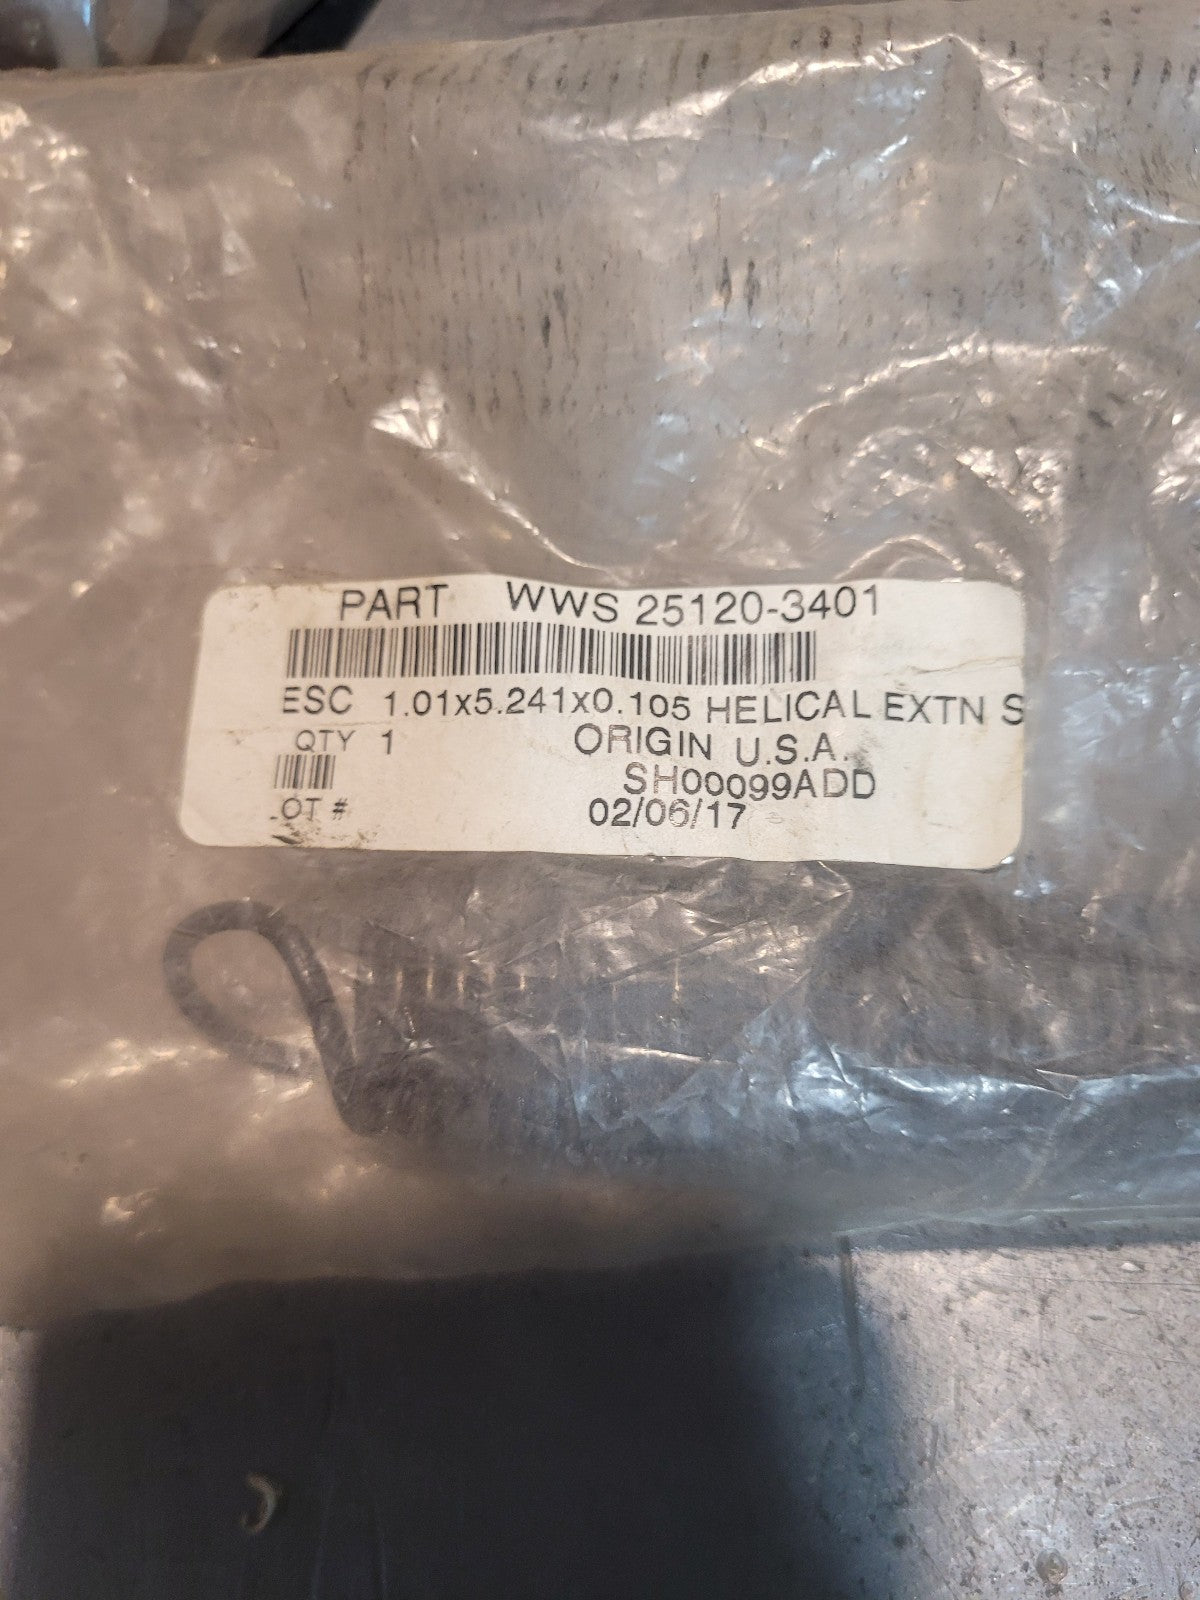 PART WWS 25120-3401
ESC 1.01x5.241x0.105 HELICAL EXTN S
QTY 1 ORIGIN U.S.A.
SH00099ADD
OT # 02/06/17